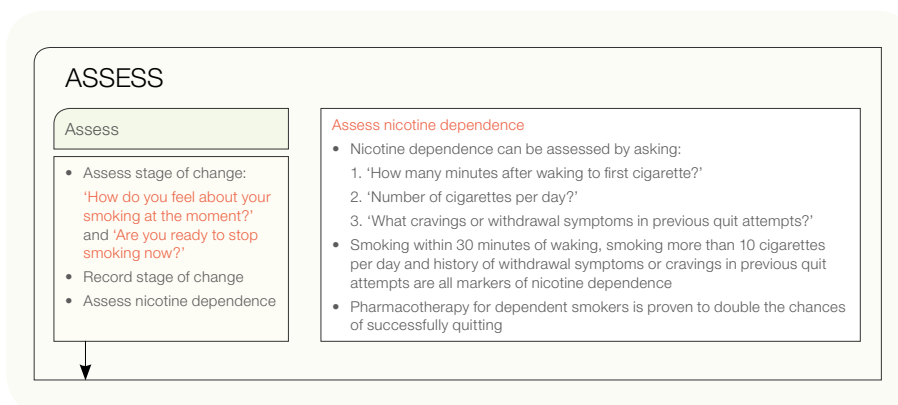 ASSESS
Assess
• Assess stage of change:
‘How do you feel about your
smoking at the moment?’
and ‘Are you ready to stop
smoking now?’
• Record stage of change
• Assess nicotine dependence
Assess nicotine dependence
• Nicotine dependence can be assessed by asking:
1. ‘How many minutes after waking to first cigarette?’
2. ‘Number of cigarettes per day?’
3. ‘What cravings or withdrawal symptoms in previous quit attempts?’
• Smoking within 30 minutes of waking, smoking more than 10 cigarettes
per day and history of withdrawal symptoms or cravings in previous quit
attempts are all markers of nicotine dependence
• Pharmacotherapy for dependent smokers is proven to double the chances
of successfully quitting